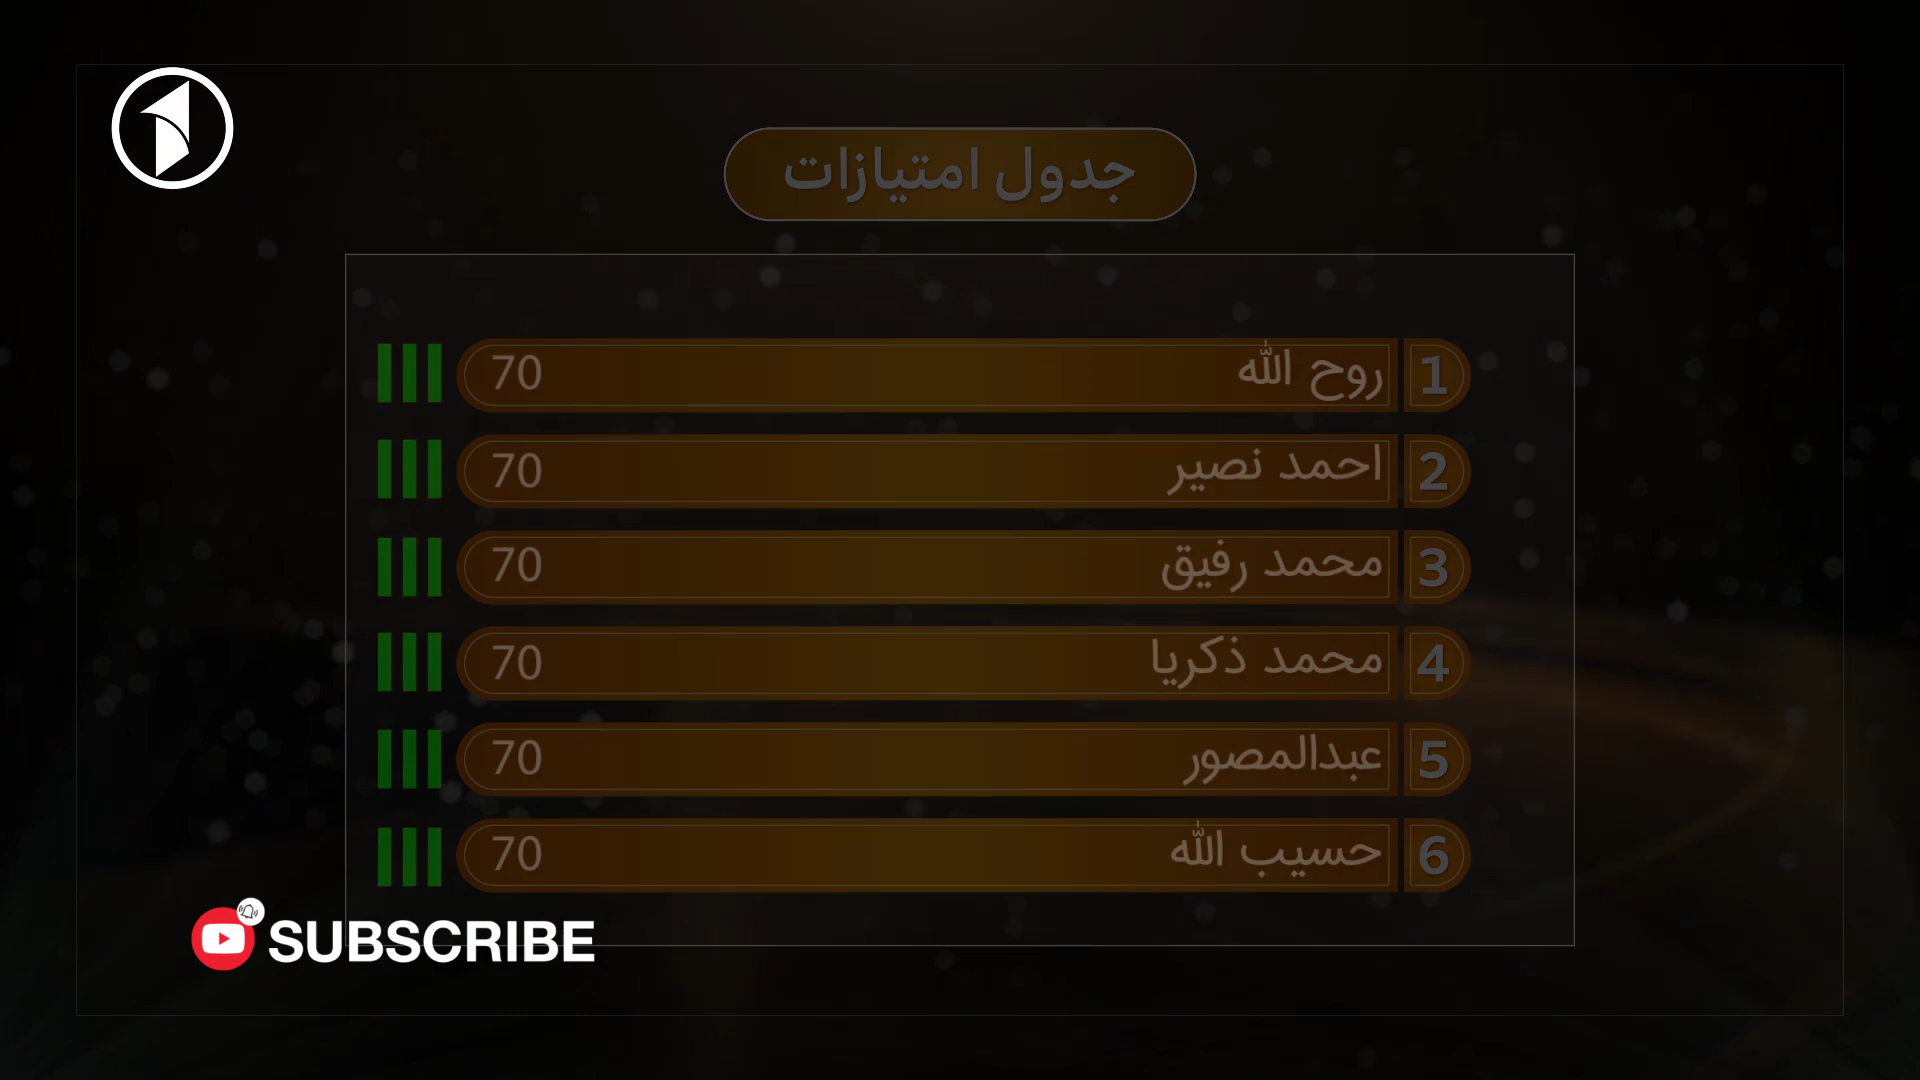 جدول امتیازات
1 روح الله 70
2 احمد نصیر 70
3 محمد رفیق 70
4 محمد ذکریا 70
5 عبدالمصور 70
6 حسیب الله 70
SUBSCRIBE